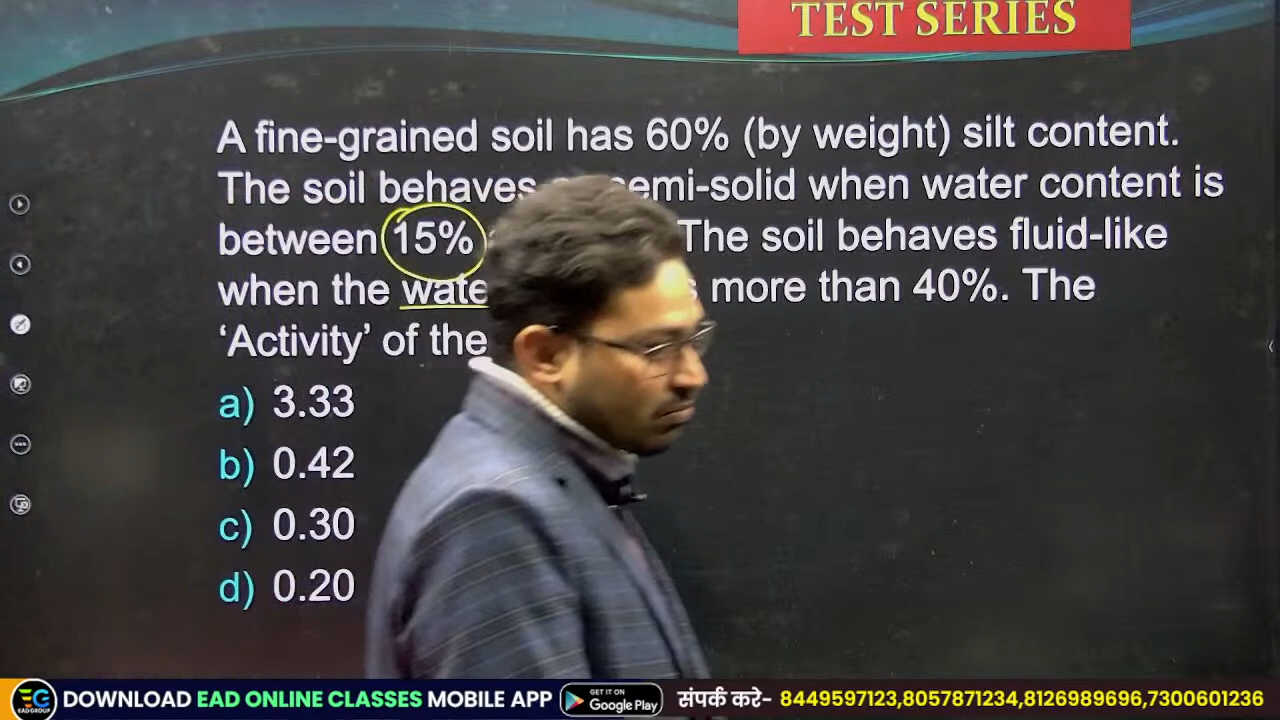 TEST SERIES
A fine-grained soil has 60% (by weight) silt content.
The soil behaves semi-solid when water content is
between 15% The soil behaves fluid-like
when the more than 40%. The
‘Activity’ of the
a) 3.33
b) 0.42
c) 0.30
d) 0.20
EG
EAD GROUP
DOWNLOAD EAD ONLINE CLASSES MOBILE APP GET IT ON Google Play संपर्क करे- 8449597123,8057871234,8126989696,7300601236